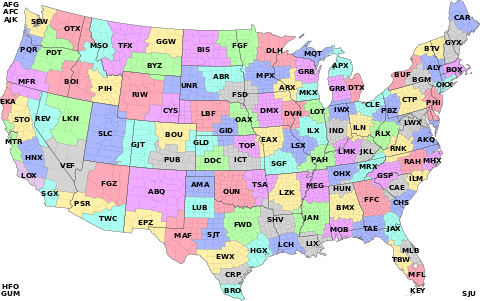 AFG
AFC
AJK
SEW
OTX
MSO
TFX
GGW
BIS
FGF
DLH
CAR
PQR
PDT
BYZ
MQT
GYX
BTV
MFR
BOI
PIH
RIW
UNR
ABR
MPX
GRB
APX
ALY
BOX
BUF
BGM
OKX
EKA
STO
REV
LKN
SLC
CYS
LBF
FSD
ARX
MKX
GRR
DTX
CLE
CTP
PHI
PBZ
MTR
HNX
VEF
GJT
BOU
GLD
GID
OAX
DMX
DVN
LOT
IWX
ILN
LWX
AKQ
LOX
PUB
DDC
TOP
ICT
EAX
SGF
LSX
ILX
IND
PAH
LMK
JKL
RLX
RNK
MRX
RAH
MHX
SGX
PSR
FGZ
ABQ
AMA
OUN
TSA
LZK
MEG
OHX
HUN
GSP
CAE
ILM
TWC
EPZ
LUB
MAF
SJT
FWD
SHV
JAN
BMX
FFC
CHS
EWX
HGX
LCH
LIX
MOB
TAE
JAX
CRP
BRO
TBW
MLB
MFL
KEY
HFO
GUM
SJU